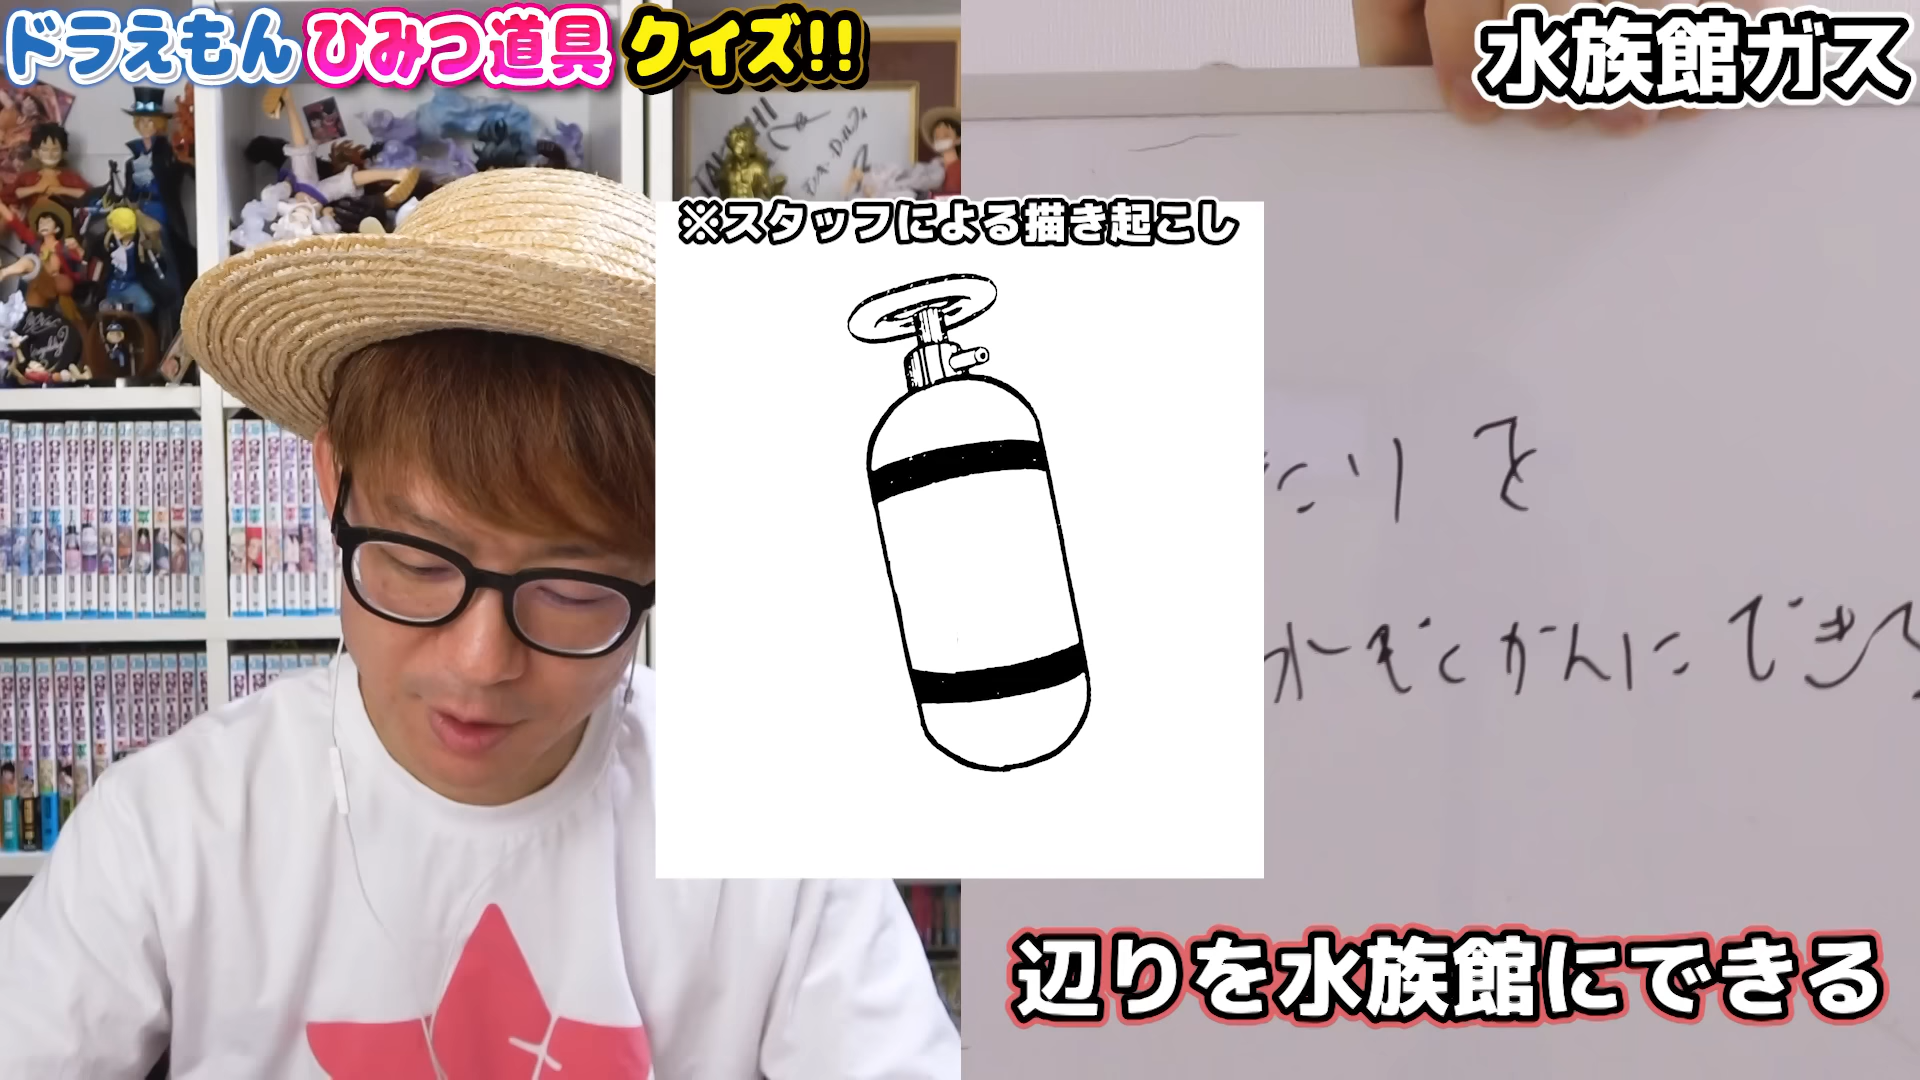 ドラえもん ひみつ道具 クイズ!!
水族館ガス
※スタッフによる描き起こし
たりを
水ぞくかんにできる
辺りを水族館にできる